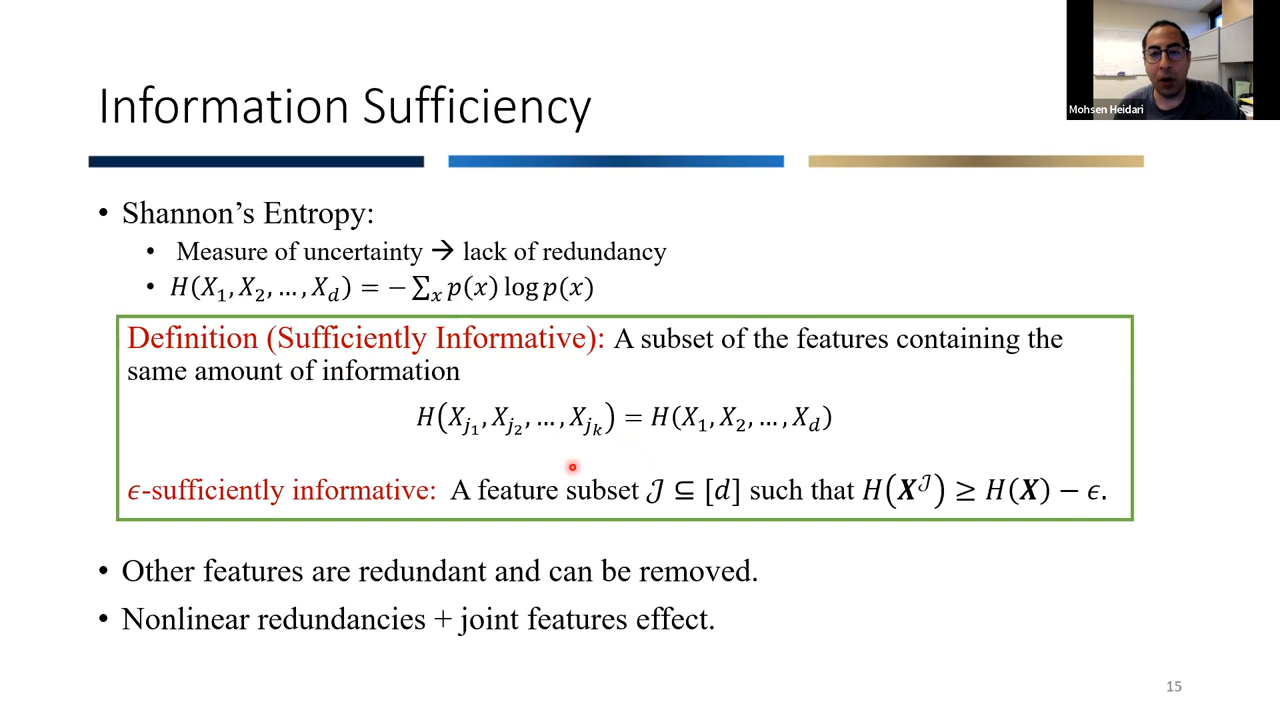 Mohsen Heidari
Information Sufficiency
• Shannon’s Entropy:
• Measure of uncertainty → lack of redundancy
• H(X₁, X₂, … , X_d) = − ∑ₓ p(x) log p(x)
Definition (Sufficiently Informative): A subset of the features containing the
same amount of information
H(X_{j₁}, X_{j₂}, … , X_{j_k}) = H(X₁, X₂, … , X_d)
ϵ-sufficiently informative: A feature subset 𝒥 ⊆ [d] such that H(X^𝒥) ≥ H(X) − ϵ.
• Other features are redundant and can be removed.
• Nonlinear redundancies + joint features effect.
15